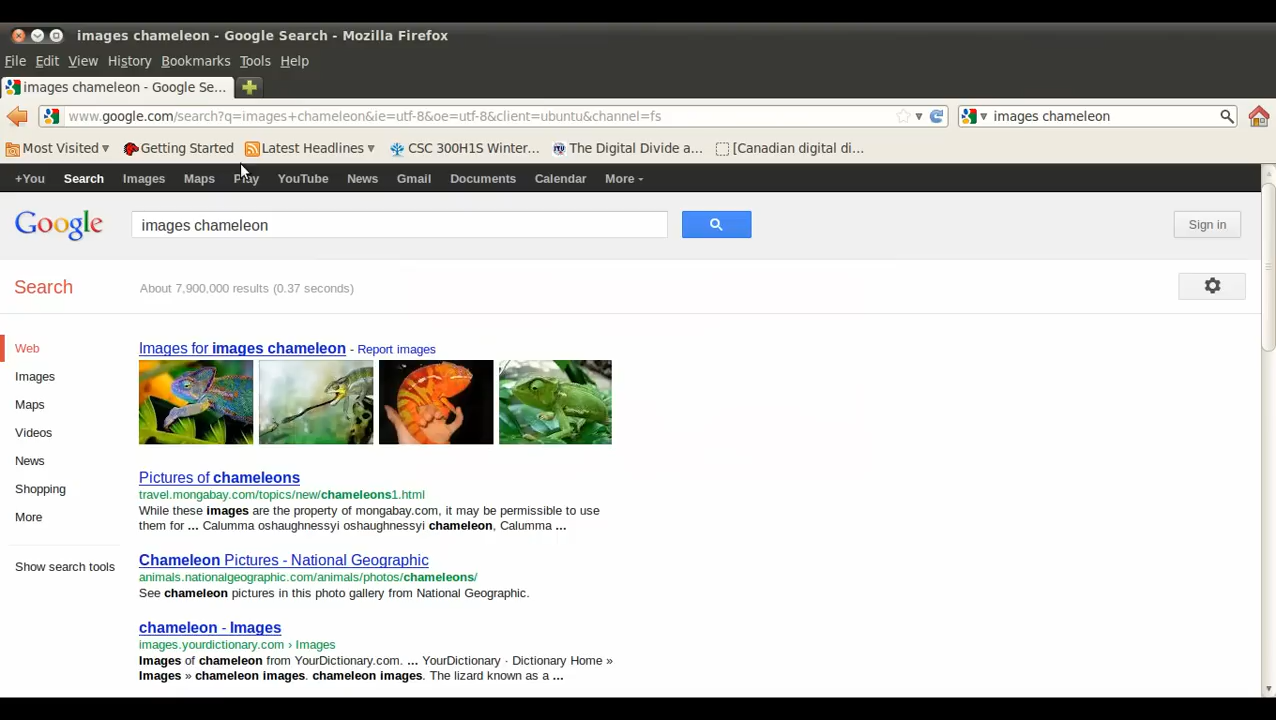 images chameleon - Google Search - Mozilla Firefox
File Edit View History Bookmarks Tools Help
images chameleon - Google Se...
www.google.com/search?q=images+chameleon&ie=utf-8&oe=utf-8&client=ubuntu&channel=fs images chameleon
Most Visited Getting Started Latest Headlines CSC 300H1S Winter... The Digital Divide a... [Canadian digital di...
+You Search Images Maps Play YouTube News Gmail Documents Calendar More
Google images chameleon Sign in
Search About 7,900,000 results (0.37 seconds)
Web
Images
Maps
Videos
News
Shopping
More
Show search tools
Images for images chameleon - Report images
Pictures of chameleons
travel.mongabay.com/topics/new/chameleons1.html
While these images are the property of mongabay.com, it may be permissible to use
them for ... Calumma oshaughnessyi oshaughnessyi chameleon, Calumma ...
Chameleon Pictures - National Geographic
animals.nationalgeographic.com/animals/photos/chameleons/
See chameleon pictures in this photo gallery from National Geographic.
chameleon - Images
images.yourdictionary.com › Images
Images of chameleon from YourDictionary.com. ... YourDictionary · Dictionary Home »
Images » chameleon images. chameleon images. The lizard known as a ...